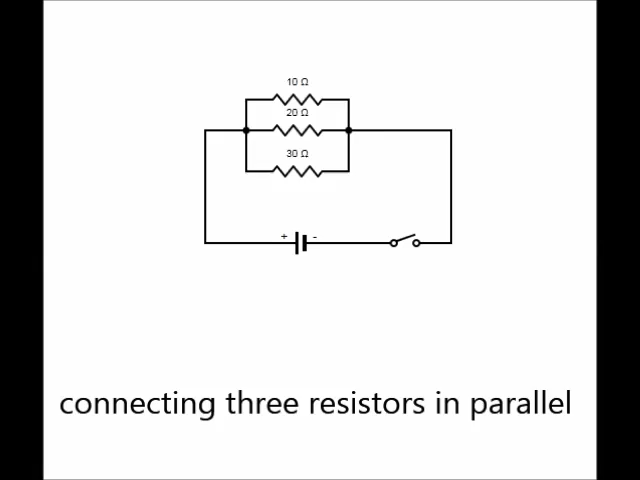 10 Ω
20 Ω
30 Ω
+ -
connecting three resistors in parallel